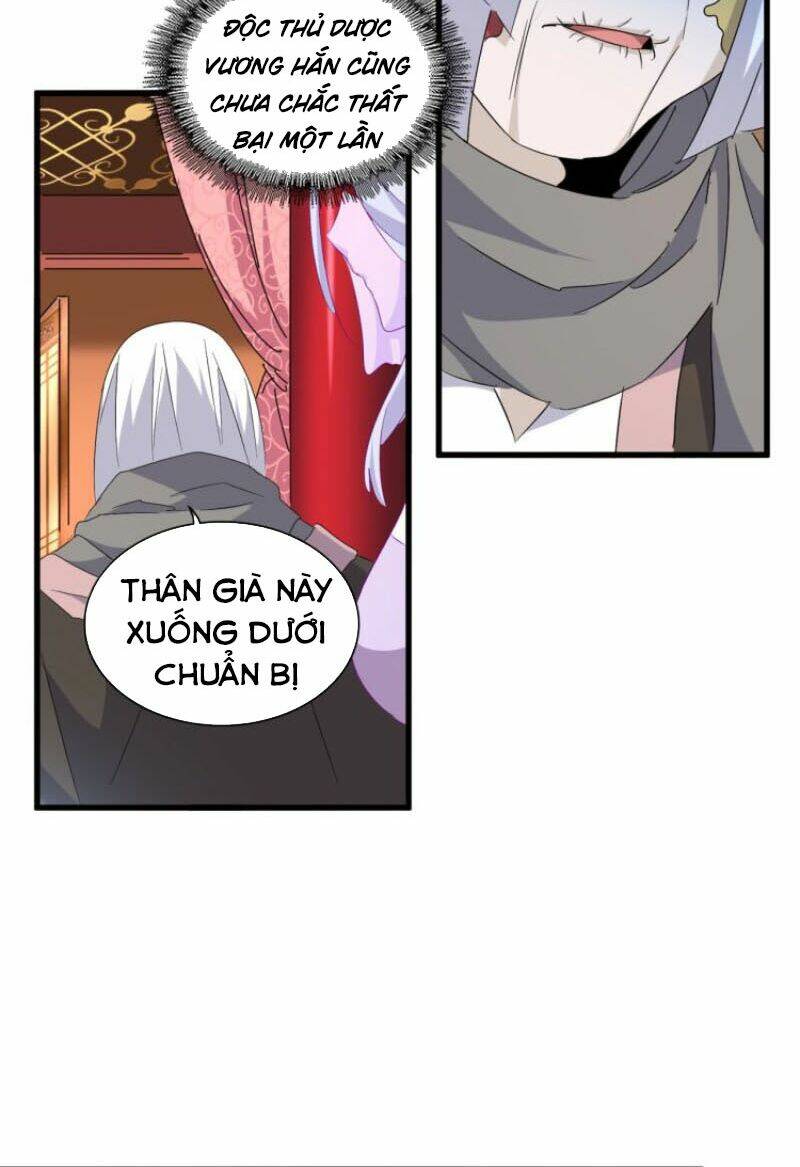 ĐỘC THỦ DƯỢC
VƯƠNG HẮN CŨNG
CHƯA CHẮC THẤT
BẠI MỘT LẦN
THÂN GIÀ NÀY
XUỐNG DƯỚI
CHUẨN BỊ